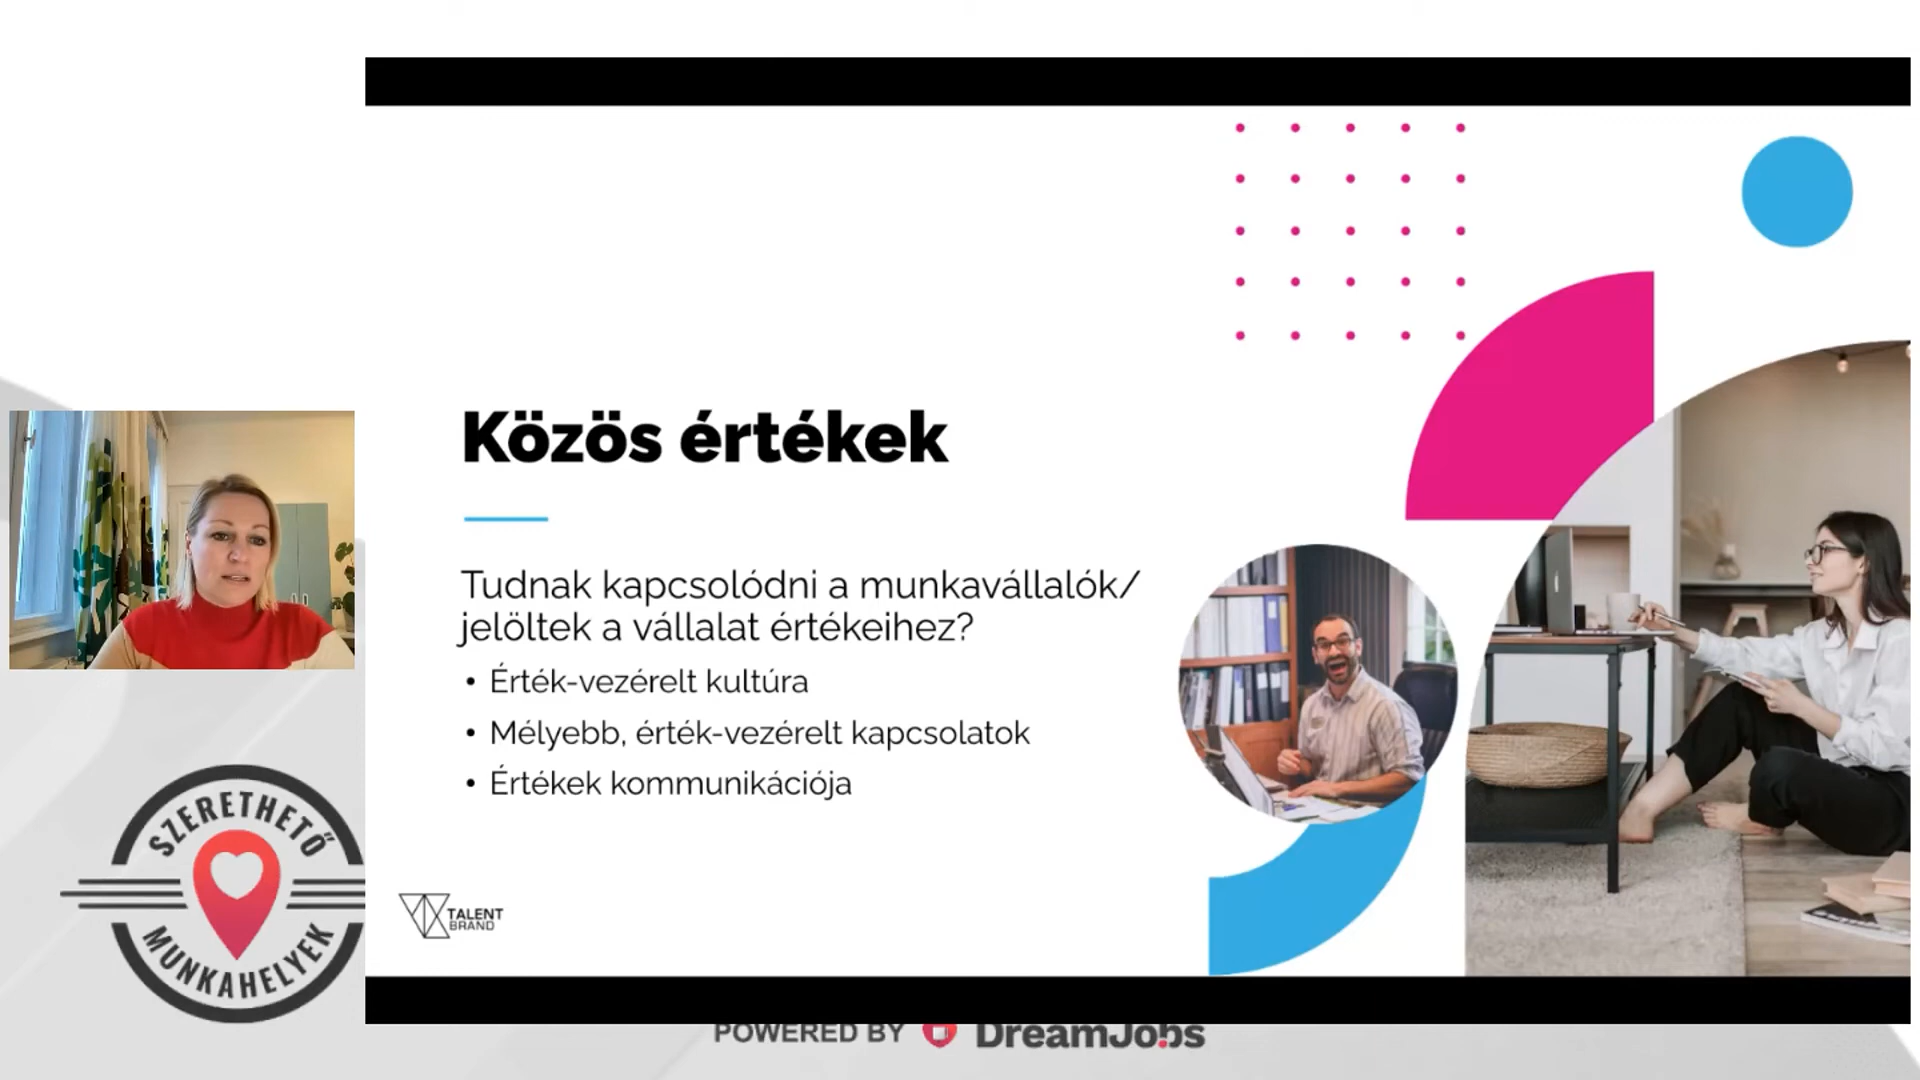 Közös értékek
Tudnak kapcsolódni a munkavállalók/
jelöltek a vállalat értékeihez?
• Érték-vezérelt kultúra
• Mélyebb, érték-vezérelt kapcsolatok
• Értékek kommunikációja
TALENT
BRAND
SZERETHETŐ
MUNKAHELYEK
POWERED BY DreamJobs